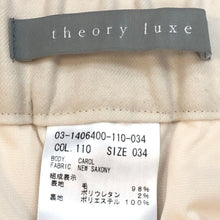 theory luxe
03-1406400-110-034
COL. 110 SIZE 034
BODY CAROL
FABRIC NEW SAXONY
組成表示
表地 毛 98%
ポリウレタン 2%
裏地 ポリエステル 100%